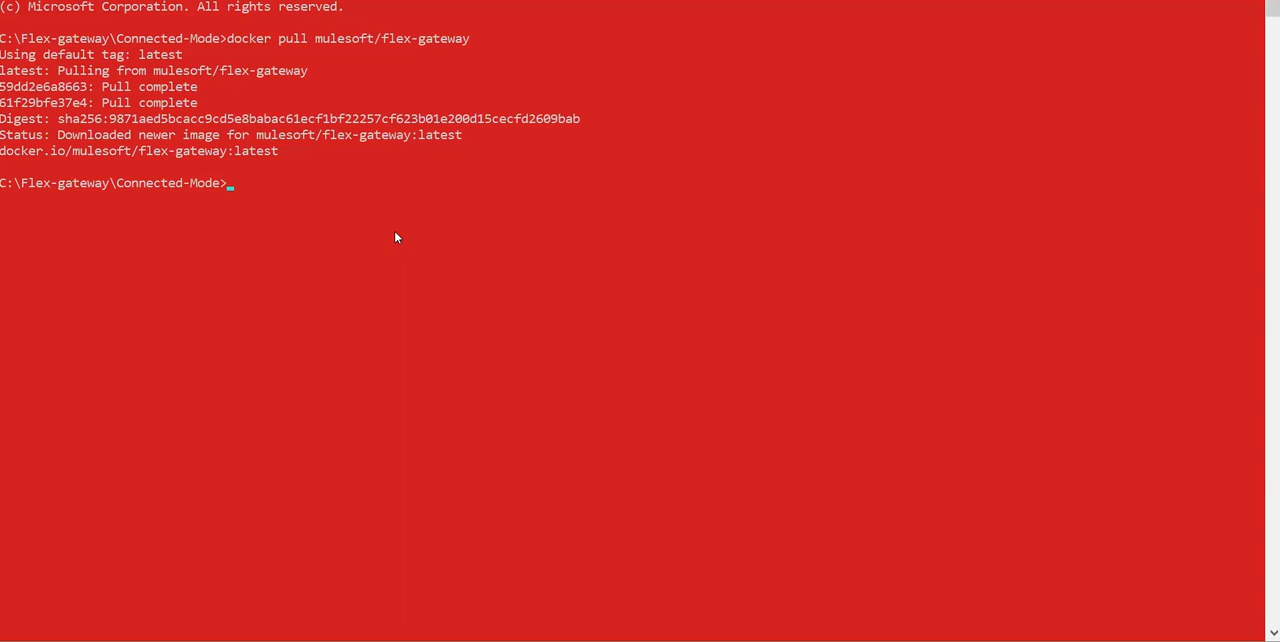 (c) Microsoft Corporation. All rights reserved.
C:\Flex-gateway\Connected-Mode>docker pull mulesoft/flex-gateway
Using default tag: latest
latest: Pulling from mulesoft/flex-gateway
59dd2e6a8663: Pull complete
61f29bfe37e4: Pull complete
Digest: sha256:9871aed5bcacc9cd5e8babac61ecf1bf22257cf623b01e200d15cecfd2609bab
Status: Downloaded newer image for mulesoft/flex-gateway:latest
docker.io/mulesoft/flex-gateway:latest
C:\Flex-gateway\Connected-Mode>